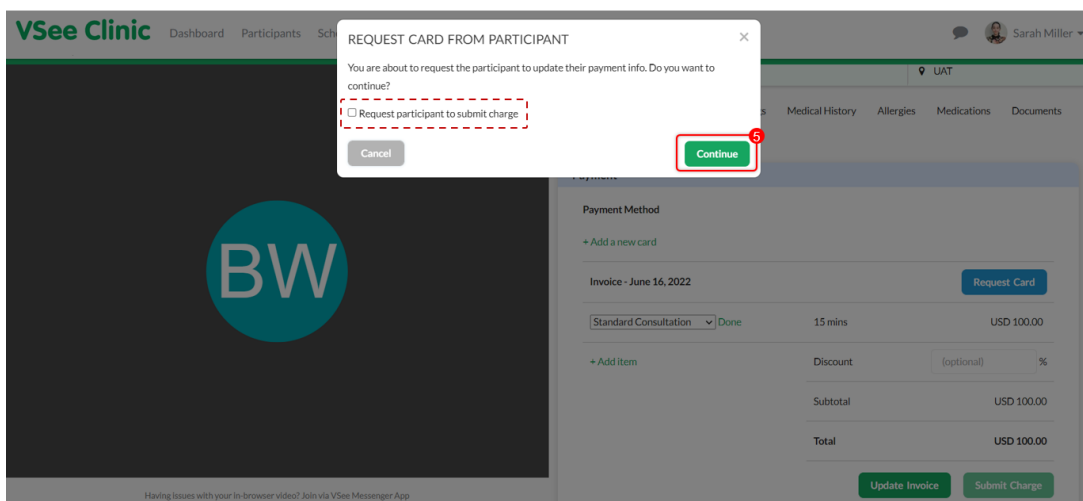 VSee Clinic Dashboard Participants Sch
Sarah Miller
REQUEST CARD FROM PARTICIPANT ×
You are about to request the participant to update their payment info. Do you want to
continue?
Request participant to submit charge
Cancel
Continue
5
UAT
Medical History Allergies Medications Documents
BW
Payment Method
+ Add a new card
Invoice - June 16, 2022
Request Card
Standard Consultation Done 15 mins USD 100.00
+ Add item Discount (optional) %
Subtotal USD 100.00
Total USD 100.00
Update Invoice Submit Charge
Having issues with your in-browser video? Join via VSee Messenger App